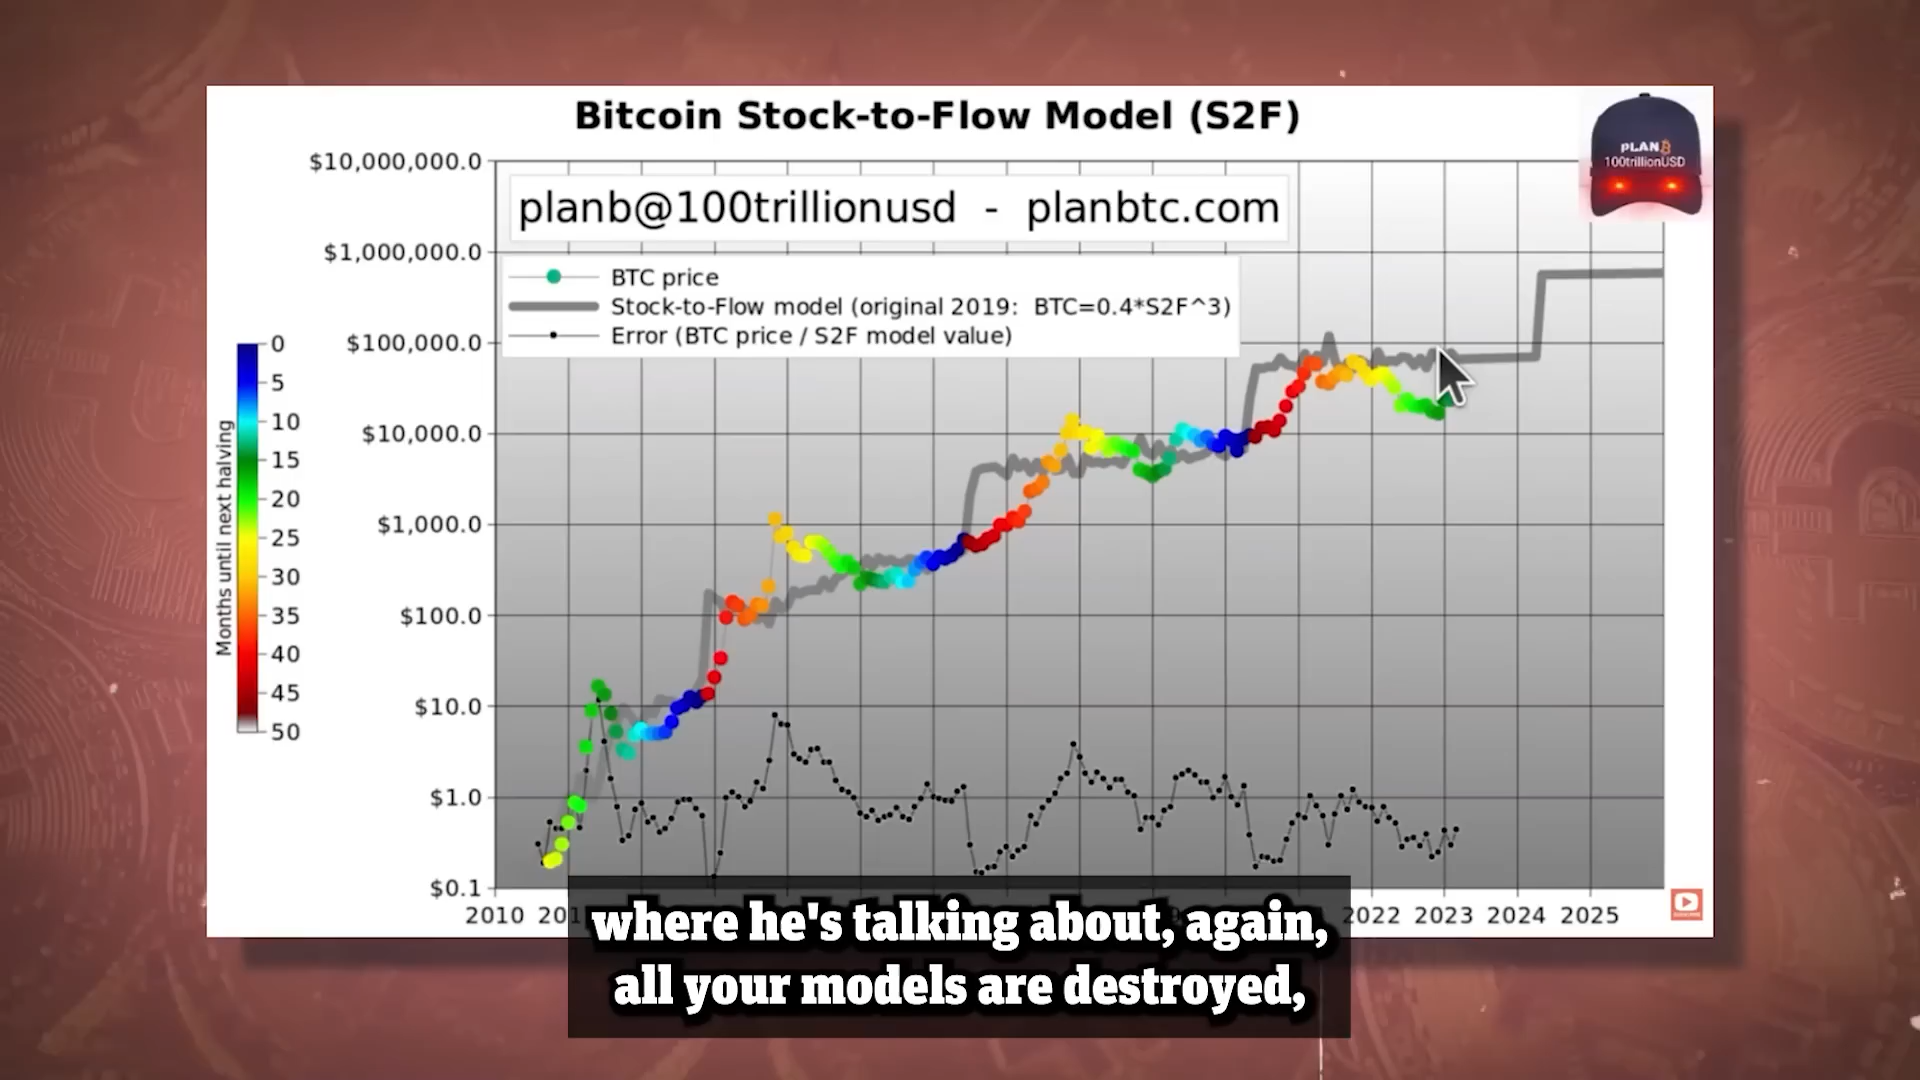 Bitcoin Stock-to-Flow Model (S2F)
PLAN₿
100trillionUSD
planb@100trillionusd - planbtc.com
BTC price
Stock-to-Flow model (original 2019: BTC=0.4*S2F^3)
Error (BTC price / S2F model value)
$10,000,000.0
$1,000,000.0
$100,000.0
$10,000.0
$1,000.0
$100.0
$10.0
$1.0
$0.1
Months until next halving
0
5
10
15
20
25
30
35
40
45
50
2010 2022 2023 2024 2025
where he's talking about, again,
all your models are destroyed,